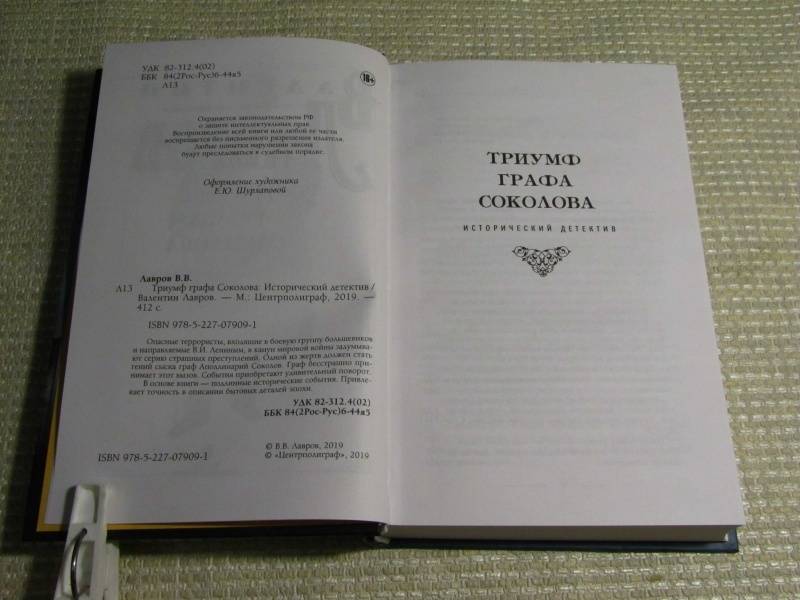 УДК 82-312.4(02)
ББК 84(2Рос-Рус)6-44я5
Л13
18+
Охраняется законодательством РФ
о защите интеллектуальных прав.
Воспроизведение всей книги или любой ее части
воспрещается без письменного разрешения издателя.
Любые попытки нарушения закона
будут преследоваться в судебном порядке.
Оформление художника
Е.Ю. Шурлаповой
Лавров В.В.
Л13 Триумф графа Соколова: Исторический детектив /
Валентин Лавров. — М.: Центрполиграф, 2019. —
412 с.
ISBN 978-5-227-07909-1
Опасные террористы, входящие в боевую группу большевиков
и направляемые В.И. Лениным, в канун мировой войны задумыва-
ют серию страшных преступлений. Одной из жертв должен стать
гений сыска граф Аполлинарий Соколов. Граф бесстрашно при-
нимает этот вызов. События приобретают удивительный поворот.
В основе книги — подлинные исторические события. Привле-
кает точность в описании бытовых деталей эпохи.
УДК 82-312.4(02)
ББК 84(2Рос-Рус)6-44я5
© В.В. Лавров, 2019
ISBN 978-5-227-07909-1 © «Центрполиграф», 2019
ТРИУМФ
ГРАФА
СОКОЛОВА
ИСТОРИЧЕСКИЙ ДЕТЕКТИВ